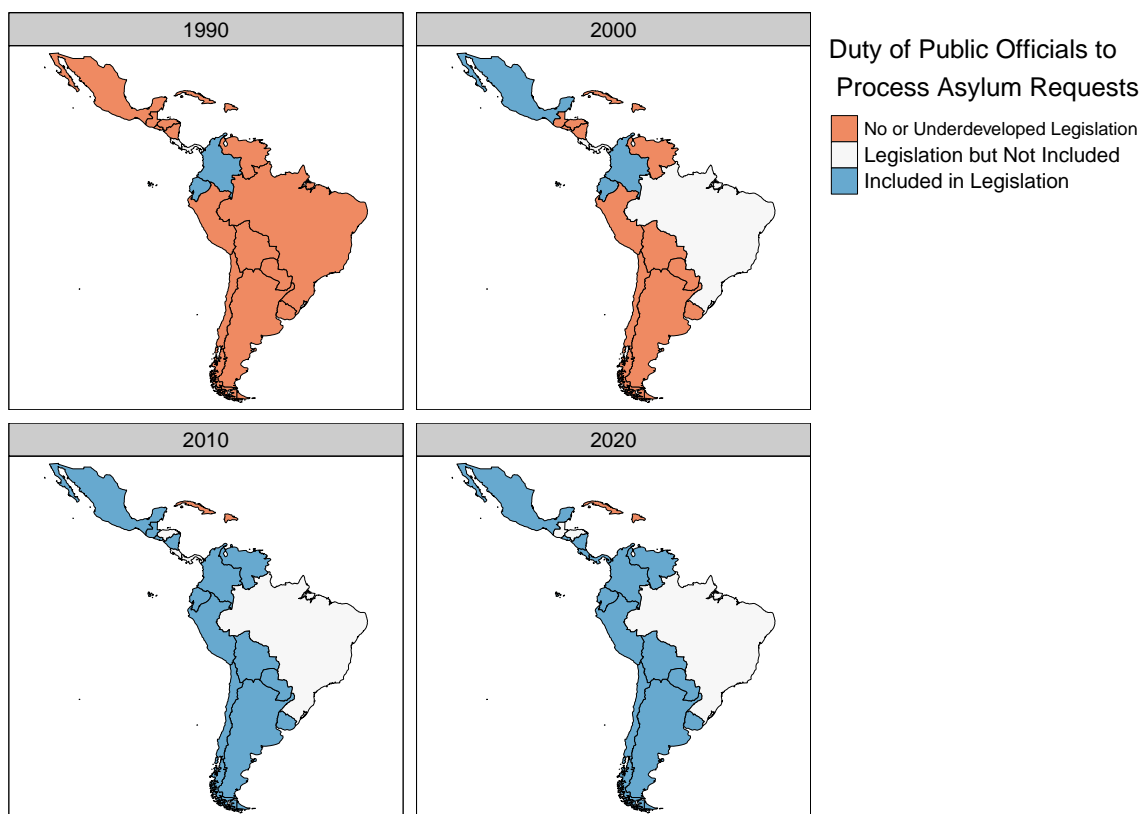 1990
2000
Duty of Public Officials to
Process Asylum Requests
No or Underdeveloped Legislation
Legislation but Not Included
Included in Legislation
2010
2020